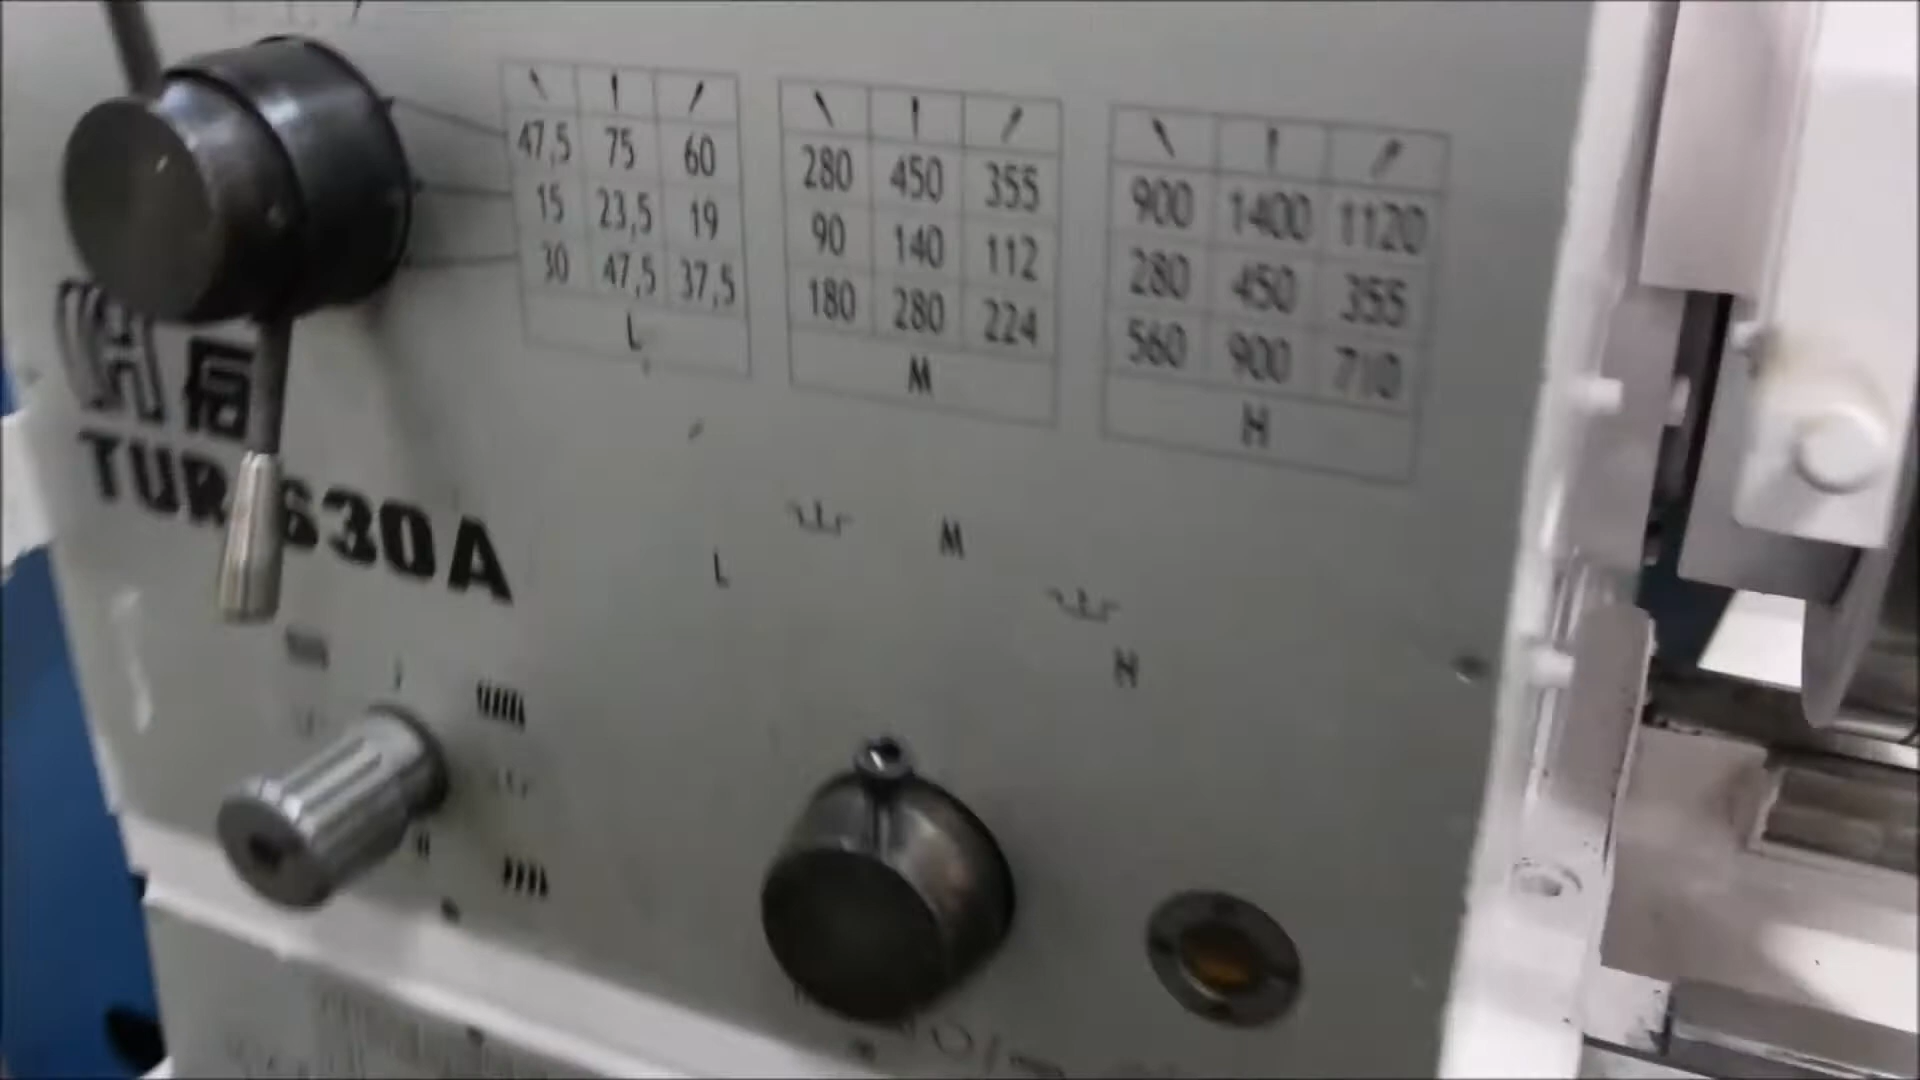 47,5 75 60
15 23,5 19
30 47,5 37,5
L
280 450 355
90 140 112
180 280 224
M
900 1400 1120
280 450 355
560 900 710
H
TUR 630A
L
M
H